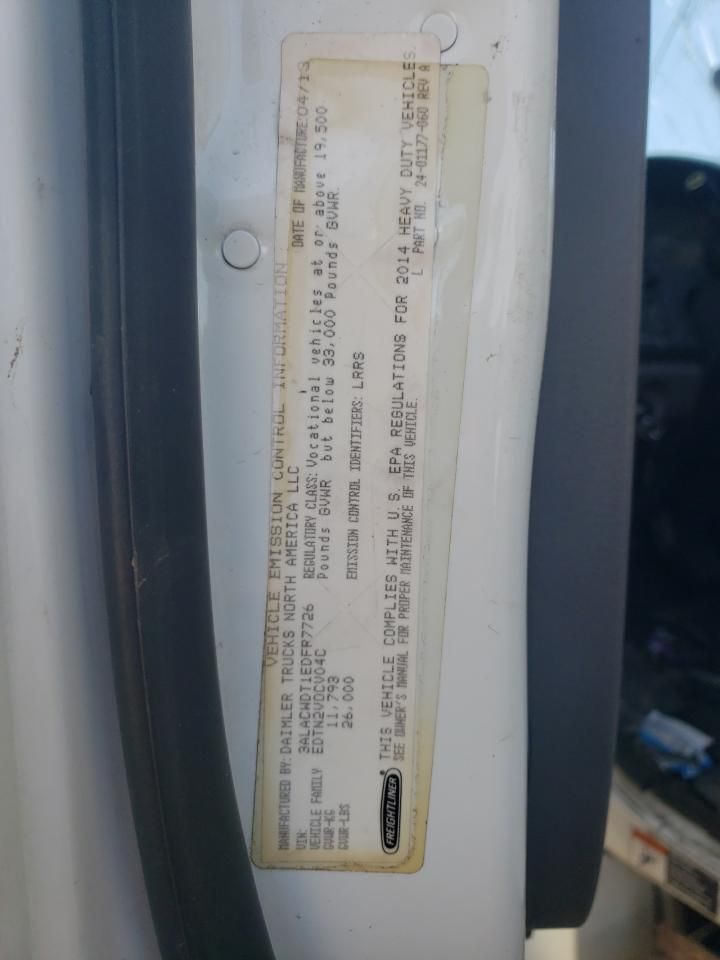 VEHICLE EMISSION CONTROL INFORMATION
MANUFACTURED BY: DAIMLER TRUCKS NORTH AMERICA LLC DATE OF MANUFACTURE: 04/13
VIN: 3ALACWDT1EDFR7726 REGULATORY CLASS: Vocational vehicles at or above 19,500
VEHICLE FAMILY EDTN2VOCV04C Pounds GVWR but below 33,000 Pounds GVWR.
GVWR-KG 11,793
GVWR-LBS 26,000 EMISSION CONTROL IDENTIFIERS: LRRS
FREIGHTLINER® THIS VEHICLE COMPLIES WITH U.S. EPA REGULATIONS FOR 2014 HEAVY DUTY VEHICLES.
SEE OWNER'S MANUAL FOR PROPER MAINTENANCE OF THIS VEHICLE. L PART NO. 24-01177-060 REV A